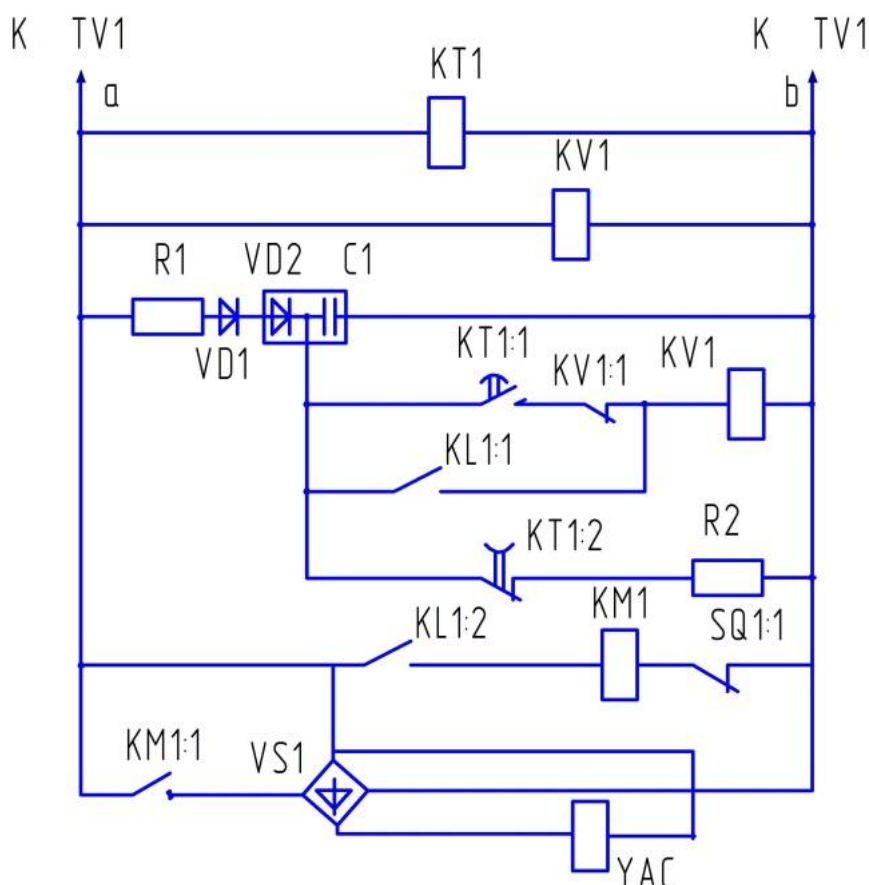 К TV1
К TV1
a
b
KT1
KV1
R1
VD2
C1
VD1
KT1:1
KV1:1
KV1
KL1:1
KT1:2
R2
KL1:2
KM1
SQ1:1
KM1:1
VS1
YAC